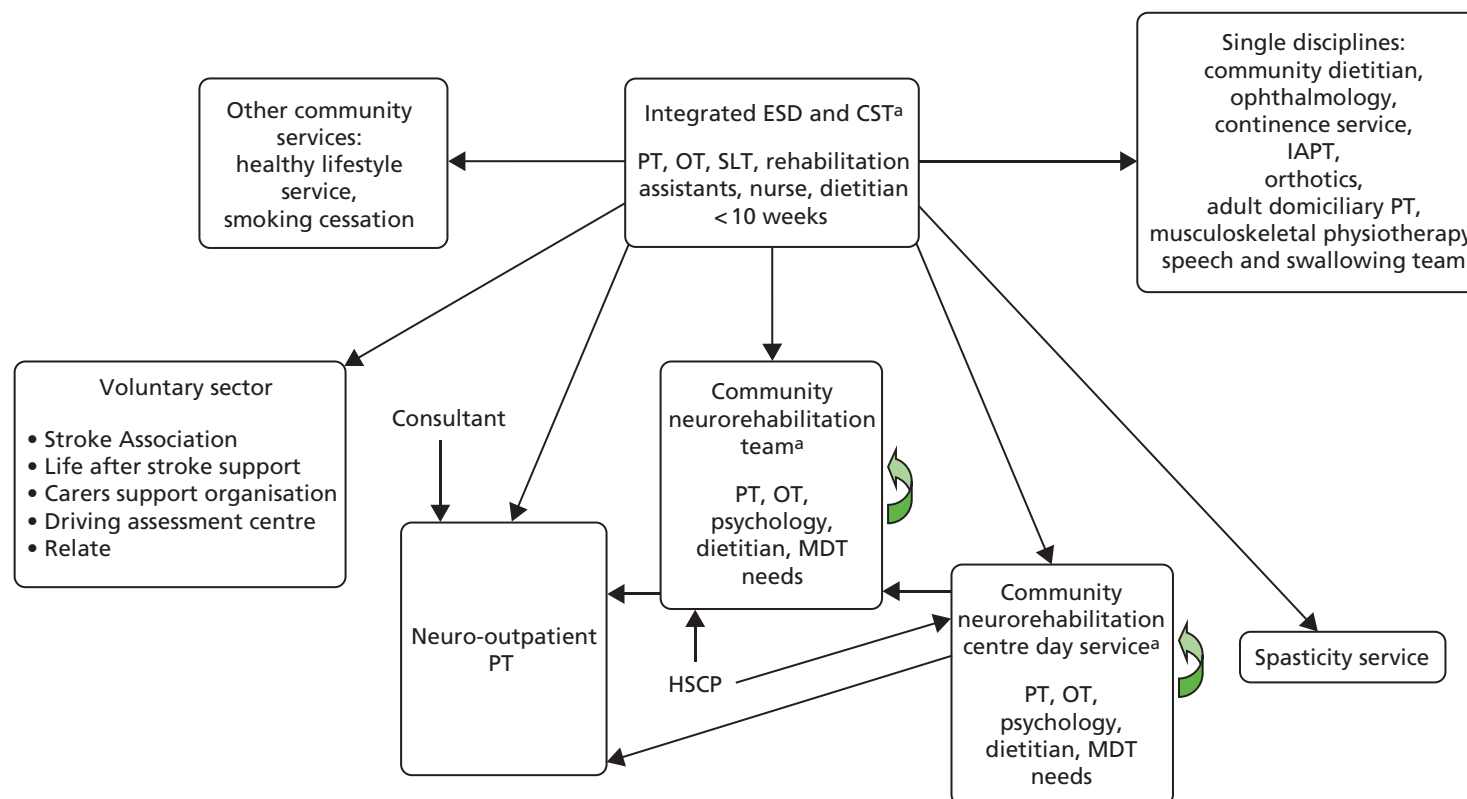 Other community
services:
healthy lifestyle
service,
smoking cessation
Integrated ESD and CSTa
PT, OT, SLT, rehabilitation
assistants, nurse, dietitian
<10 weeks
Single disciplines:
community dietitian,
ophthalmology,
continence service,
IAPT,
orthotics,
adult domiciliary PT,
musculoskeletal physiotherapy
speech and swallowing team
Voluntary sector
• Stroke Association
• Life after stroke support
• Carers support organisation
• Driving assessment centre
• Relate
Consultant
Community
neurorehabilitation
teama
PT, OT,
psychology,
dietitian, MDT
needs
Neuro-outpatient
PT
HSCP
Community
neurorehabilitation
centre day servicea
PT, OT,
psychology,
dietitian, MDT
needs
Spasticity service